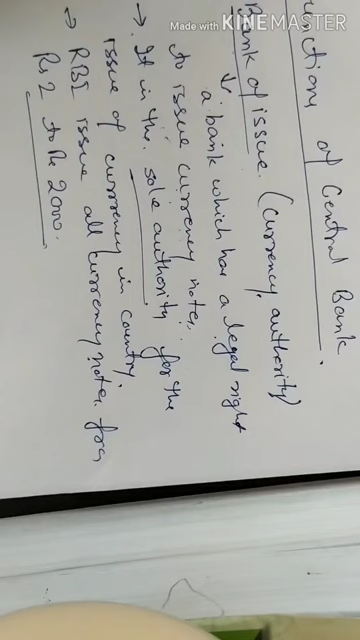 Made with KINEMASTER
unction of Central Bank.
Bank of issue. (Currency authority)
a bank which has a legal right
to issue currency notes.
→ It is the sole authority for the
issue of currency in country.
⇒ RBI issue all currency notes from
Rs 2 to Rs 2000.